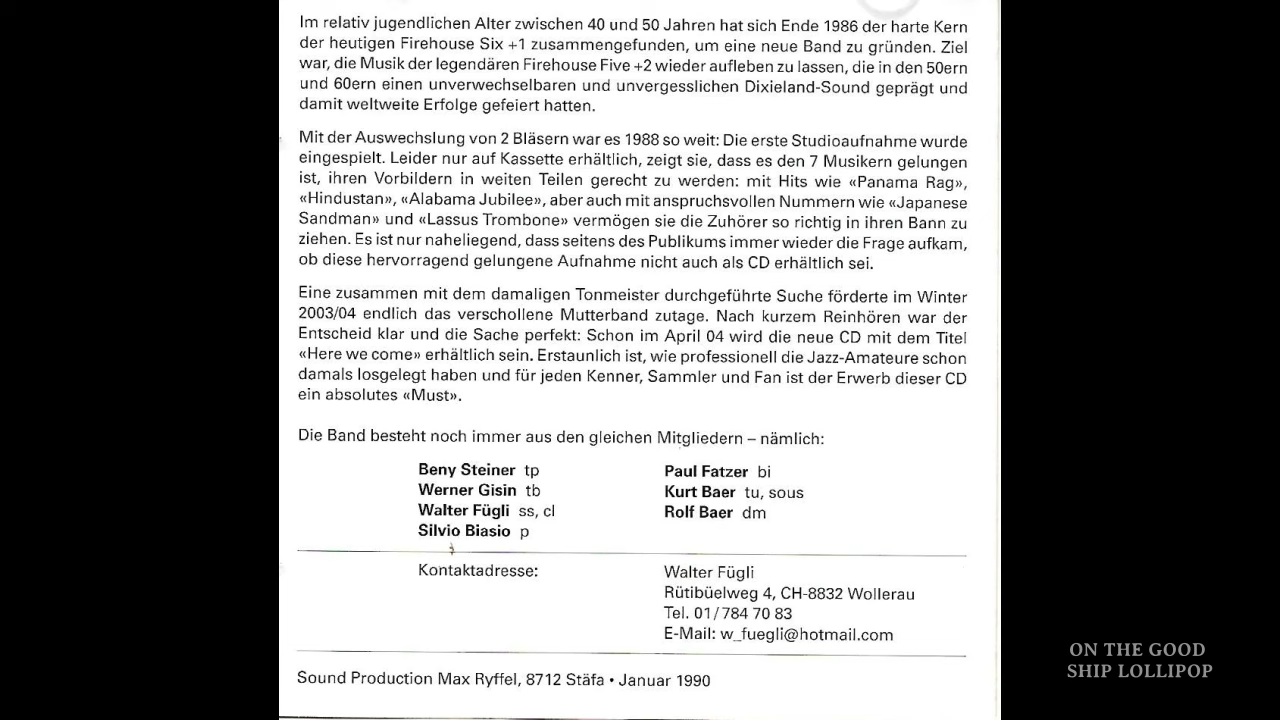 Im relativ jugendlichen Alter zwischen 40 und 50 Jahren hat sich Ende 1986 der harte Kern
der heutigen Firehouse Six +1 zusammengefunden, um eine neue Band zu gründen. Ziel
war, die Musik der legendären Firehouse Five +2 wieder aufleben zu lassen, die in den 50ern
und 60ern einen unverwechselbaren und unvergesslichen Dixieland-Sound geprägt und
damit weltweite Erfolge gefeiert hatten.
Mit der Auswechslung von 2 Bläsern war es 1988 so weit: Die erste Studioaufnahme wurde
eingespielt. Leider nur auf Kassette erhältlich, zeigt sie, dass es den 7 Musikern gelungen
ist, ihren Vorbildern in weiten Teilen gerecht zu werden: mit Hits wie «Panama Rag»,
«Hindustan», «Alabama Jubilee», aber auch mit anspruchsvollen Nummern wie «Japanese
Sandman» und «Lassus Trombone» vermögen sie die Zuhörer so richtig in ihren Bann zu
ziehen. Es ist nur naheliegend, dass seitens des Publikums immer wieder die Frage aufkam,
ob diese hervorragend gelungene Aufnahme nicht auch als CD erhältlich sei.
Eine zusammen mit dem damaligen Tonmeister durchgeführte Suche förderte im Winter
2003/04 endlich das verschollene Mutterband zutage. Nach kurzem Reinhören war der
Entscheid klar und die Sache perfekt: Schon im April 04 wird die neue CD mit dem Titel
«Here we come» erhältlich sein. Erstaunlich ist, wie professionell die Jazz-Amateure schon
damals losgelegt haben und für jeden Kenner, Sammler und Fan ist der Erwerb dieser CD
ein absolutes «Must».
Die Band besteht noch immer aus den gleichen Mitgliedern – nämlich:
Beny Steiner tp
Werner Gisin tb
Walter Fügli ss, cl
Silvio Biasio p
Paul Fatzer bj
Kurt Baer tu, sous
Rolf Baer dm
Kontaktadresse:
Walter Fügli
Rütibüelweg 4, CH-8832 Wollerau
Tel. 01/784 70 83
E-Mail: w_fuegli@hotmail.com
Sound Production Max Ryffel, 8712 Stäfa • Januar 1990
ON THE GOOD
SHIP LOLLIPOP